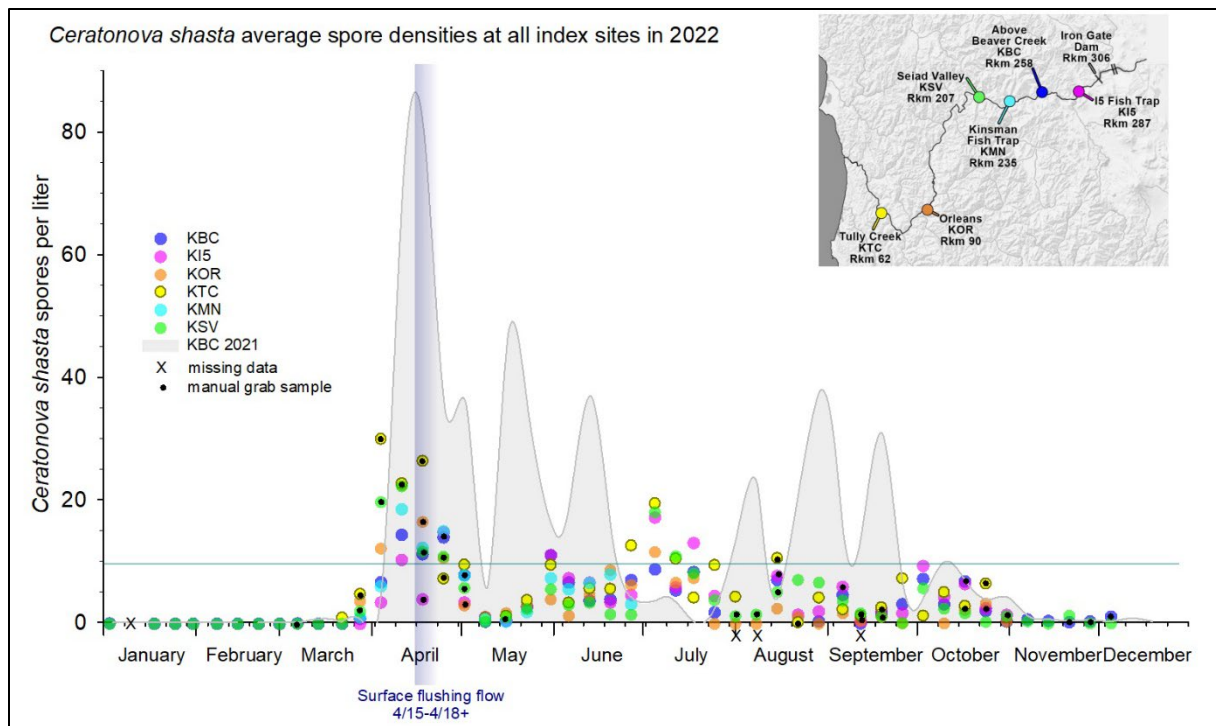 Ceratonova shasta average spore densities at all index sites in 2022
Above
Beaver Creek
KBC
Rkm 258
Iron Gate
Dam
Rkm 306
Seiad Valley
KSV
Rkm 207
I5 Fish Trap
KI5
Rkm 287
Kinsman
Fish Trap
KMN
Rkm 235
Orleans
KOR
Rkm 90
Tully Creek
KTC
Rkm 62
Ceratonova shasta spores per liter
80
60
40
20
0
KBC
KI5
KOR
KTC
KMN
KSV
KBC 2021
X missing data
manual grab sample
X
X X X
January February March April May June July August September October November December
Surface flushing flow
4/15-4/18+